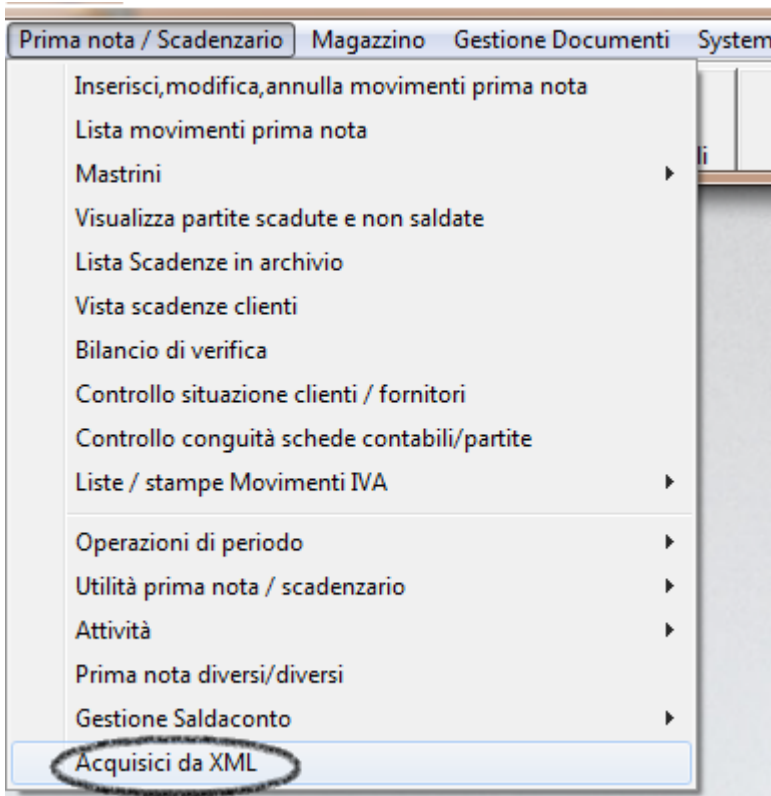 Prima nota / Scadenzario Magazzino Gestione Documenti System
Inserisci,modifica,annulla movimenti prima nota
Lista movimenti prima nota
li
Mastrini
Visualizza partite scadute e non saldate
Lista Scadenze in archivio
Vista scadenze clienti
Bilancio di verifica
Controllo situazione clienti / fornitori
Controllo conguità schede contabili/partite
Liste / stampe Movimenti IVA
Operazioni di periodo
Utilità prima nota / scadenzario
Attività
Prima nota diversi/diversi
Gestione Saldaconto
Acquisici da XML